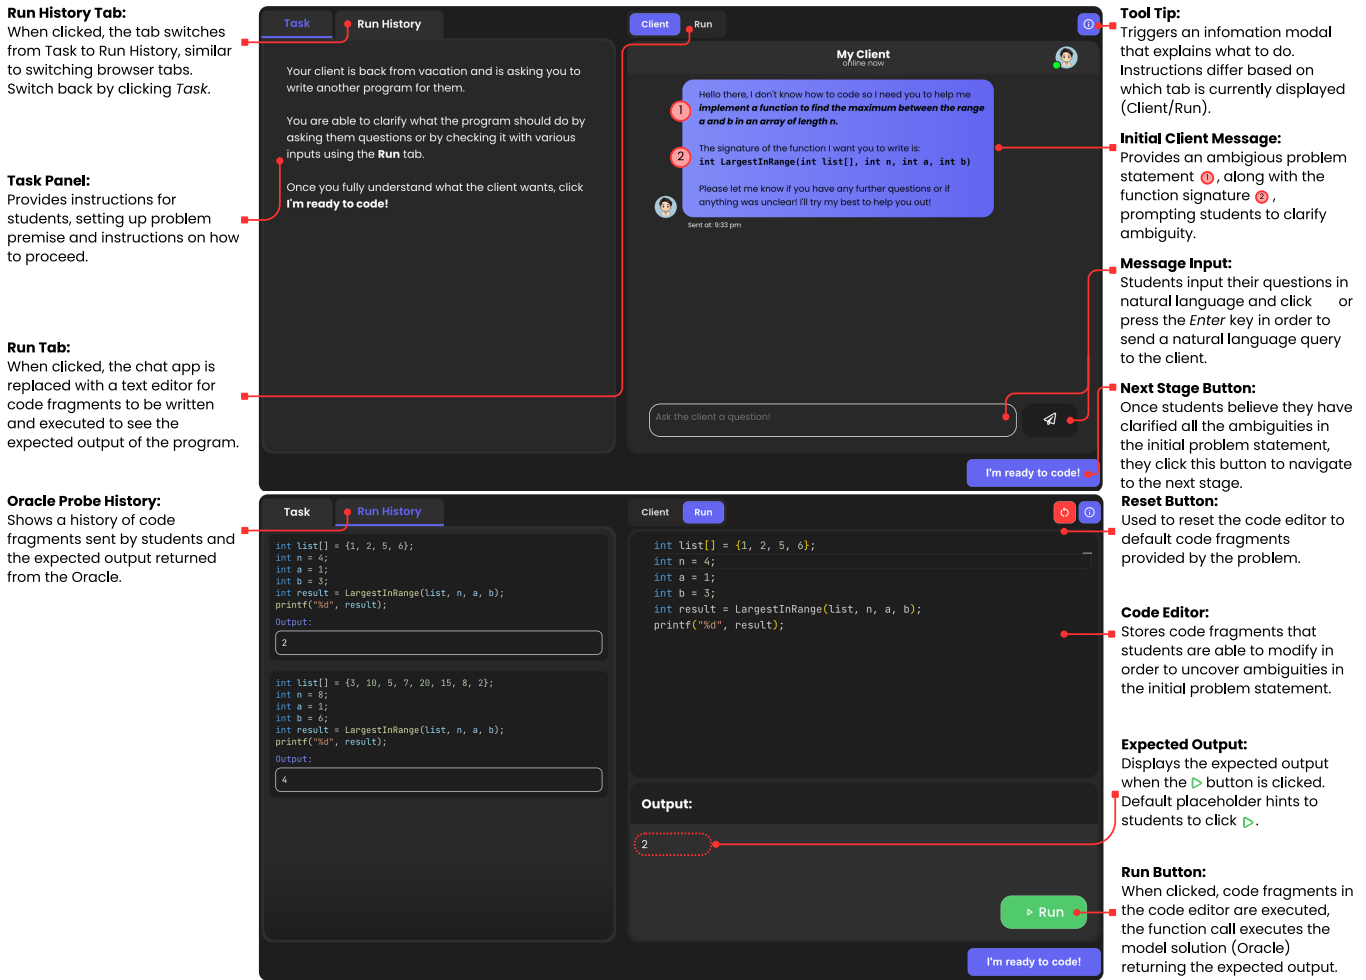 Run History Tab:
When clicked, the tab switches
from Task to Run History, similar
to switching browser tabs.
Switch back by clicking Task.
Task Panel:
Provides instructions for
students, setting up problem
premise and instructions on how
to proceed.
Run Tab:
When clicked, the chat app is
replaced with a text editor for
code fragments to be written
and executed to see the
expected output of the program.
Oracle Probe History:
Shows a history of code
fragments sent by students and
the expected output returned
from the Oracle.
Task
Run History
Your client is back from vacation and is asking you to
write another program for them.
You are able to clarify what the program should do by
asking them questions or by checking it with various
inputs using the Run tab.
Once you fully understand what the client wants, click
I'm ready to code!
Client
Run
My Client
online now
Hello there, I don't know how to code so I need you to help me
implement a function to find the maximum between the range
a and b in an array of length n.
1
The signature of the function I want you to write is:
2
int LargestInRange(int list[], int n, int a, int b)
Please let me know if you have any further questions or if
anything was unclear! I'll try my best to help you out!
Sent at: 9:33 pm
Ask the client a question!
I'm ready to code!
Task
Run History
int list[] = {1, 2, 5, 6};
int n = 4;
int a = 1;
int b = 3;
int result = LargestInRange(list, n, a, b);
printf("%d", result);
Output:
2
int list[] = {3, 10, 5, 7, 20, 15, 8, 2};
int n = 8;
int a = 1;
int b = 6;
int result = LargestInRange(list, n, a, b);
printf("%d", result);
Output:
4
Client
Run
int list[] = {1, 2, 5, 6};
int n = 4;
int a = 1;
int b = 3;
int result = LargestInRange(list, n, a, b);
printf("%d", result);
Output:
2
Run
I'm ready to code!
Tool Tip:
Triggers an infomation modal
that explains what to do.
Instructions differ based on
which tab is currently displayed
(Client/Run).
Initial Client Message:
Provides an ambigious problem
statement 1 , along with the
function signature 2 ,
prompting students to clarify
ambiguity.
Message Input:
Students input their questions in
natural language and click or
press the Enter key in order to
send a natural language query
to the client.
Next Stage Button:
Once students believe they have
clarified all the ambiguities in
the initial problem statement,
they click this button to navigate
to the next stage.
Reset Button:
Used to reset the code editor to
default code fragments
provided by the problem.
Code Editor:
Stores code fragments that
students are able to modify in
order to uncover ambiguities in
the initial problem statement.
Expected Output:
Displays the expected output
when the button is clicked.
Default placeholder hints to
students to click .
Run Button:
When clicked, code fragments in
the code editor are executed,
the function call executes the
model solution (Oracle)
returning the expected output.